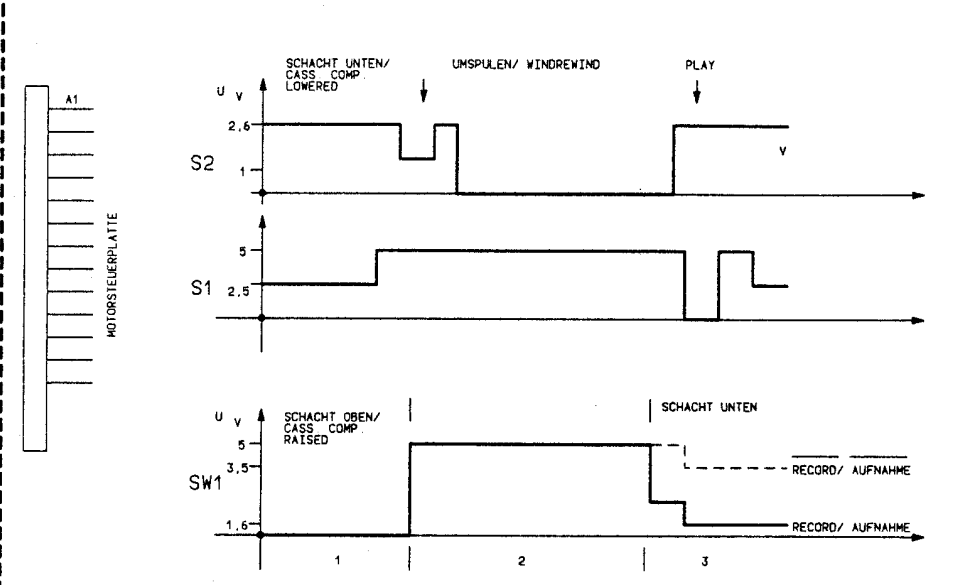 A1
MOTORSTEUERPLATTE
SCHACHT UNTEN/
CASS COMP.
LOWERED
UMSPULEN/ WINDREWIND
PLAY
U V
2,6
1
S2
V
5
2,5
S1
U V
SCHACHT OBEN/
CASS COMP.
RAISED
SCHACHT UNTEN
5
3,5
1,6
SW1
RECORD/ AUFNAHME
RECORD/ AUFNAHME
1
2
3